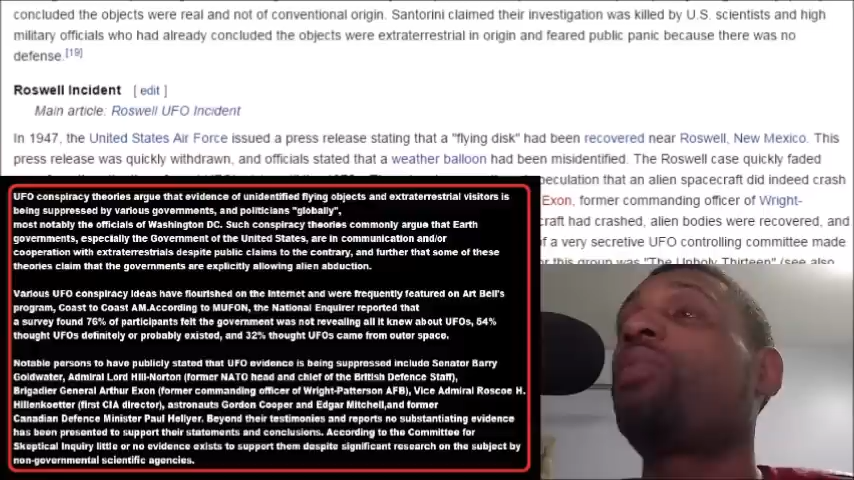 concluded the objects were real and not of conventional origin. Santorini claimed their investigation was killed by U.S. scientists and high
military officials who had already concluded the objects were extraterrestrial in origin and feared public panic because there was no
defense.[19]
Roswell Incident [ edit ]
Main article: Roswell UFO Incident
In 1947, the United States Air Force issued a press release stating that a "flying disk" had been recovered near Roswell, New Mexico. This
press release was quickly withdrawn, and officials stated that a weather balloon had been misidentified. The Roswell case quickly faded
peculation that an alien spacecraft did indeed crash
Exon, former commanding officer of Wright-
craft had crashed, alien bodies were recovered, and
of a very secretive UFO controlling committee made
for this group was "The Unholy Thirteen" (see also
UFO conspiracy theories argue that evidence of unidentified flying objects and extraterrestrial visitors is
being suppressed by various governments, and politicians "globally",
most notably the officials of Washington DC. Such conspiracy theories commonly argue that Earth
governments, especially the Government of the United States, are in communication and/or
cooperation with extraterrestrials despite public claims to the contrary, and further that some of these
theories claim that the governments are explicitly allowing alien abduction.
Various UFO conspiracy ideas have flourished on the internet and were frequently featured on Art Bell's
program, Coast to Coast AM.According to MUFON, the National Enquirer reported that
a survey found 76% of participants felt the government was not revealing all it knew about UFOs, 54%
thought UFOs definitely or probably existed, and 32% thought UFOs came from outer space.
Notable persons to have publicly stated that UFO evidence is being suppressed include Senator Barry
Goldwater, Admiral Lord Hill-Norton (former NATO head and chief of the British Defence Staff),
Brigadier General Arthur Exon (former commanding officer of Wright-Patterson AFB), Vice Admiral Roscoe H.
Hillenkoetter (first CIA director), astronauts Gordon Cooper and Edgar Mitchell,and former
Canadian Defence Minister Paul Hellyer. Beyond their testimonies and reports no substantiating evidence
has been presented to support their statements and conclusions. According to the Committee for
Skeptical Inquiry little or no evidence exists to support them despite significant research on the subject by
non-governmental scientific agencies.